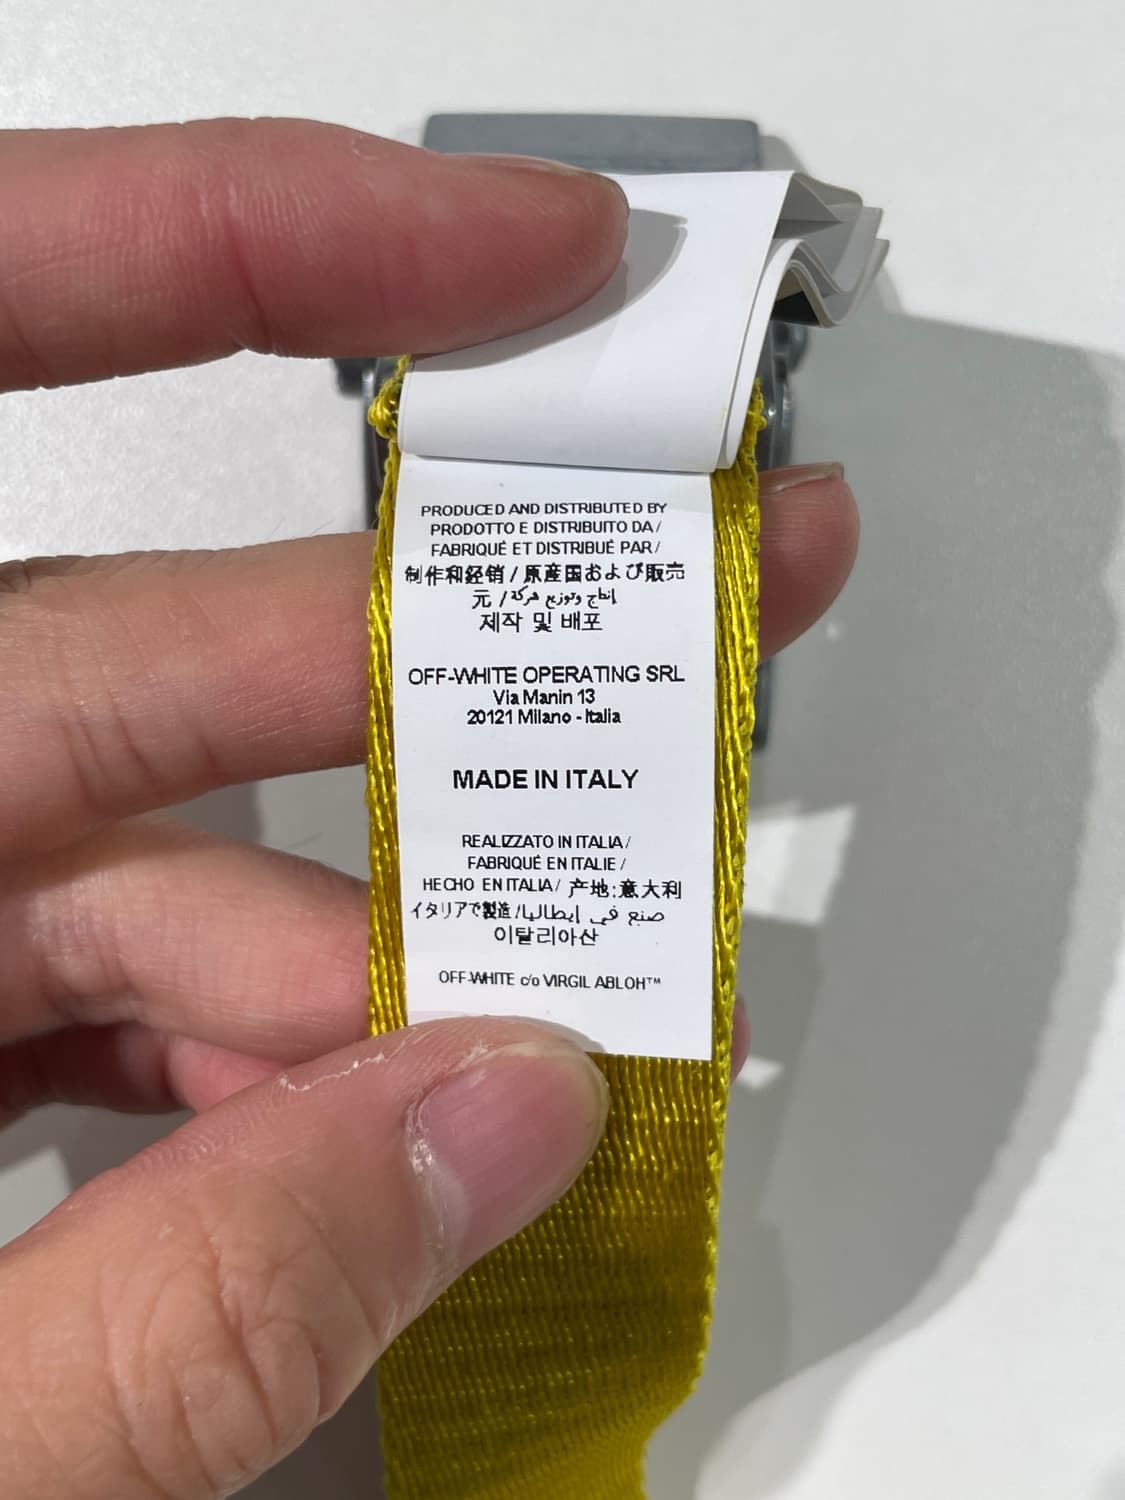 PRODUCED AND DISTRIBUTED BY
PRODOTTO E DISTRIBUITO DA /
FABRIQUÉ ET DISTRIBUÉ PAR /
制作和经销 / 原産国および販売
元 / إنتاج وتوزيع شركة
제작 및 배포
OFF-WHITE OPERATING SRL
Via Manin 13
20121 Milano - Italia
MADE IN ITALY
REALIZZATO IN ITALIA /
FABRIQUÉ EN ITALIE /
HECHO EN ITALIA / 产地:意大利
イタリアで製造 / صنع في إيطاليا
이탈리아산
OFF-WHITE c/o VIRGIL ABLOH™